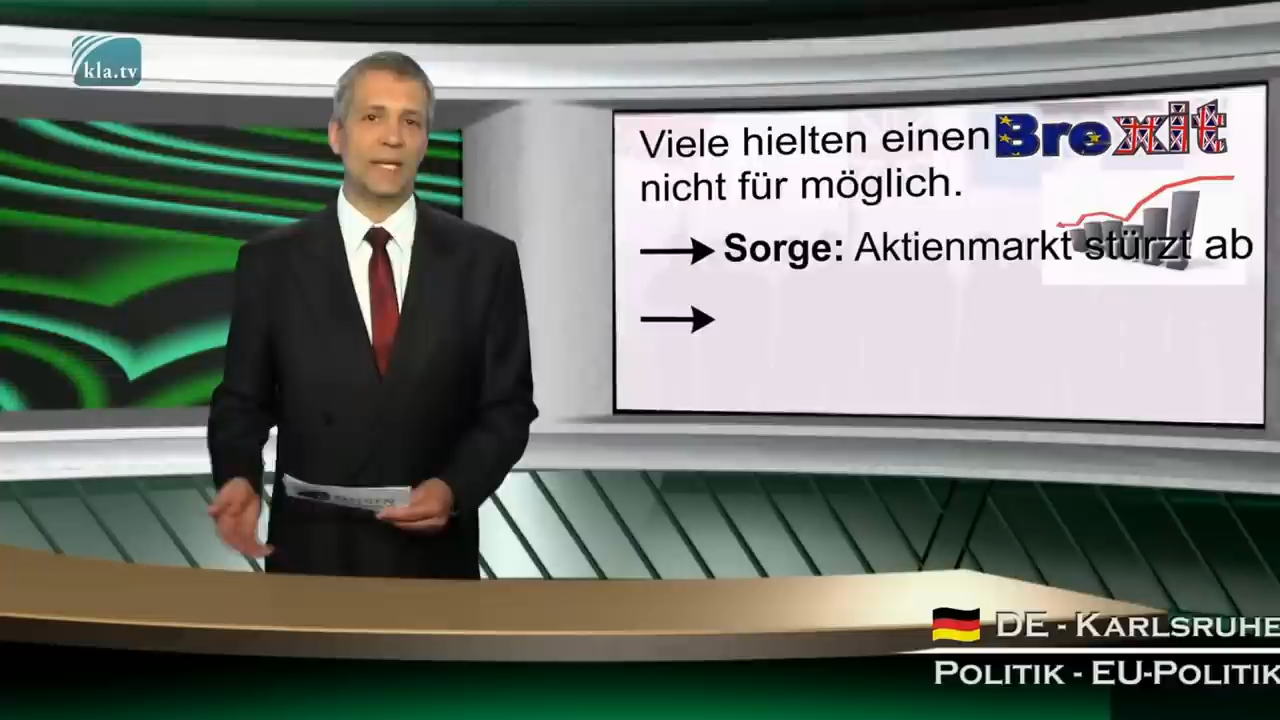 kla.tv
Viele hielten einen Brexit
nicht für möglich.
Sorge: Aktienmarkt stürzt ab
DE - KARLSRUHE
POLITIK - EU-POLITIK